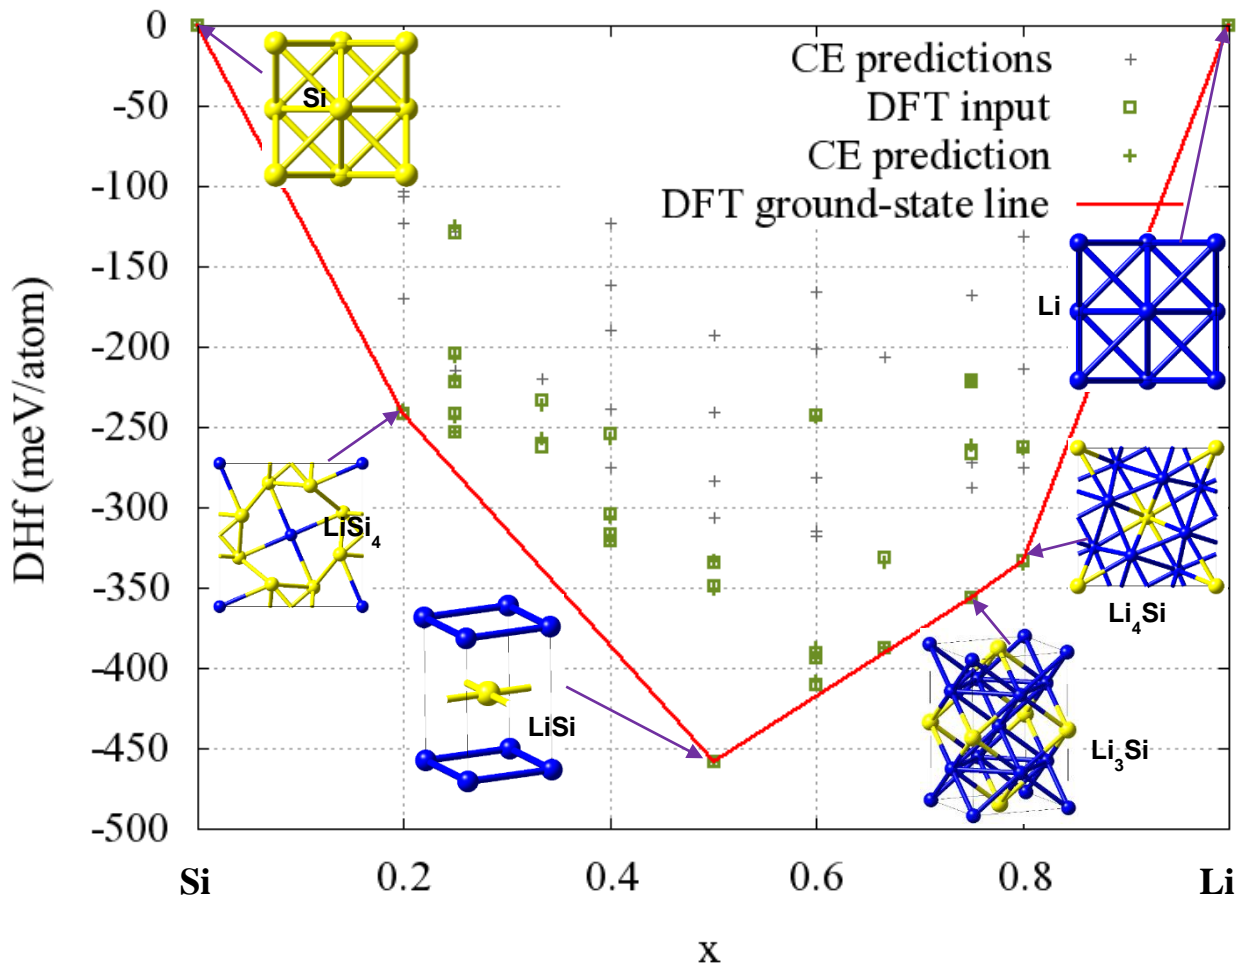 0
-50
-100
-150
-200
-250
-300
-350
-400
-450
-500
DHf (meV/atom)
CE predictions
DFT input
CE prediction
DFT ground-state line
Si
Li
LiSi4
LiSi
Li4Si
Li3Si
Si
0.2
0.4
0.6
0.8
Li
x